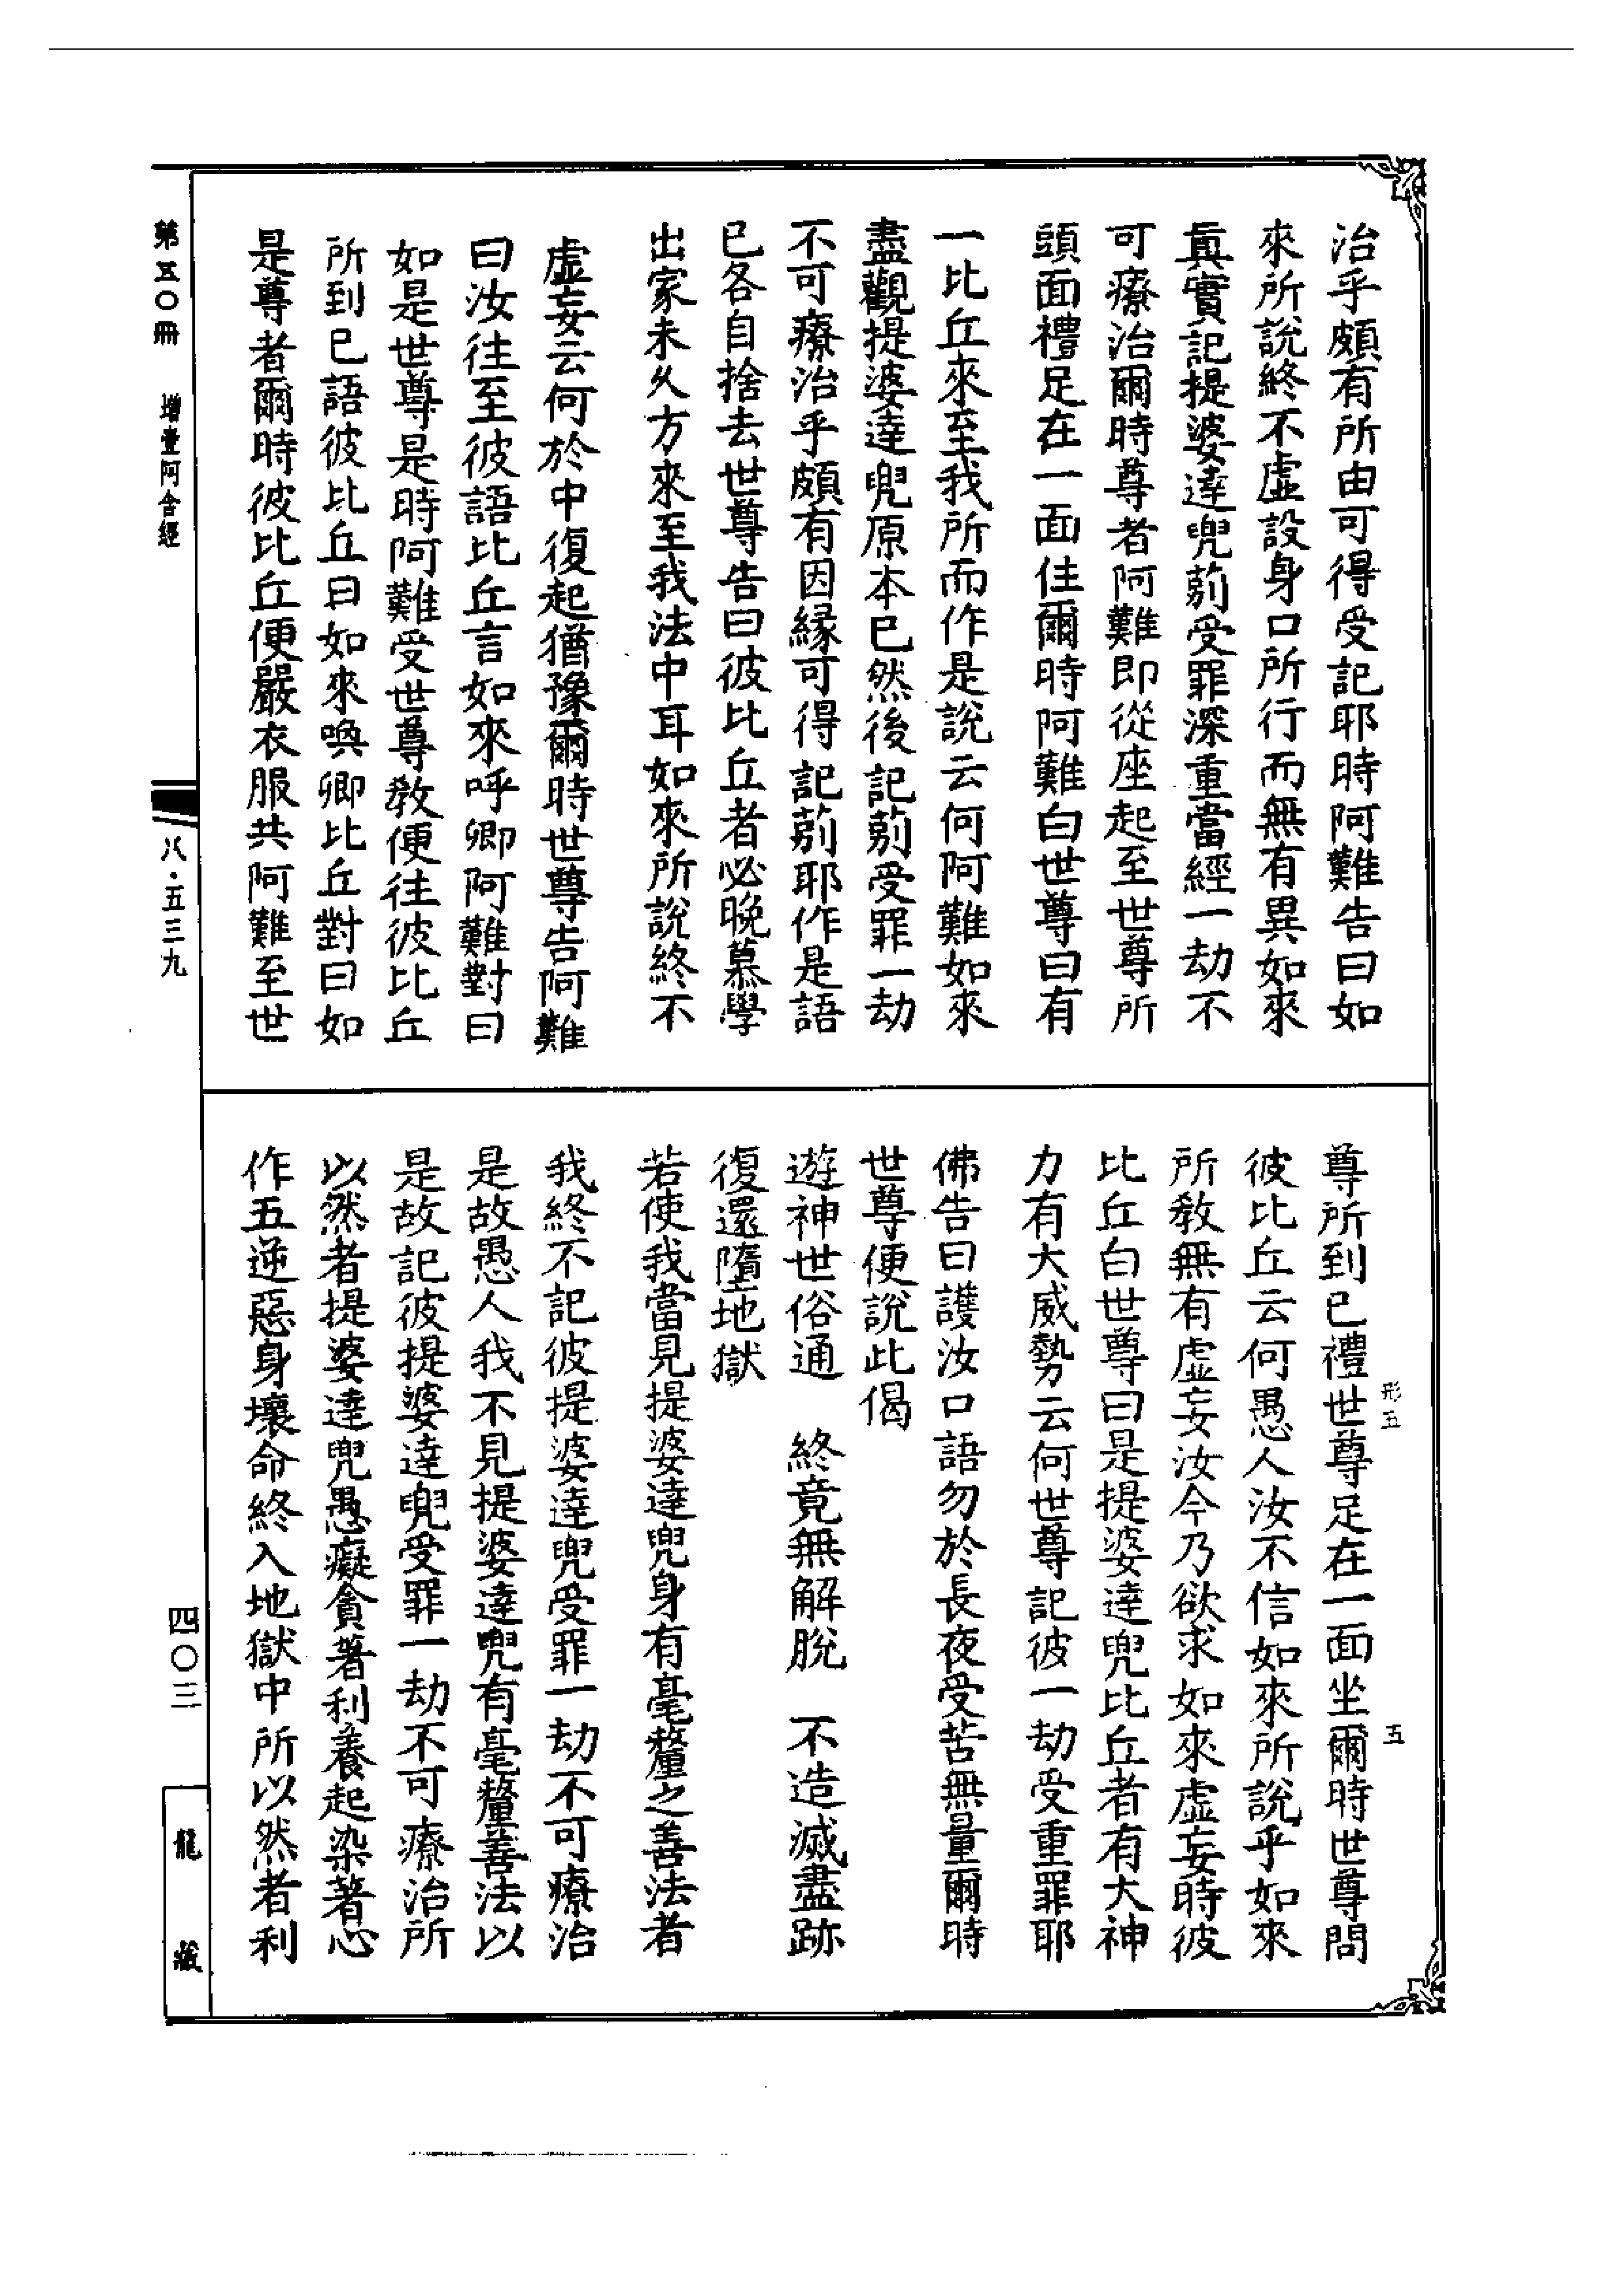 治乎頗有所由可得受記耶時阿難告曰如
來所說終不虛設身口所行而無有異如來
真實記提婆達兜莂受罪深重當經一劫不
可療治爾時尊者阿難即從座起至世尊所
頭面禮足在一面住爾時阿難白世尊曰有
一比丘來至我所而作是說云何阿難如來
盡觀提婆達兜原本已然後記莂受罪一劫
不可療治乎頗有因緣可得記莂耶作是語
已各自捨去世尊告曰彼比丘者必晚慕學
出家未久方來至我法中耳如來所說終不
虛妄云何於中復起猶豫爾時世尊告阿難
曰汝往至彼語比丘言如來呼卿阿難對曰
如是世尊是時阿難受世尊教便往彼比丘
所到已語彼比丘曰如來喚卿比丘對曰如
是尊者爾時彼比丘便嚴衣服共阿難至世
尊所到已禮世尊足在一面坐爾時世尊問
彼比丘云何愚人汝不信如來所說乎如來
所教無有虛妄汝今乃欲求如來虛妄時彼
比丘白世尊曰是提婆達兜比丘者有大神
力有大威勢云何世尊記彼一劫受重罪耶
佛告曰護汝口語勿於長夜受苦無量爾時
世尊便說此偈
遊神世俗通　終竟無解脫　不造滅盡跡
復還墮地獄
若使我當見提婆達兜身有毫釐之善法者
我終不記彼提婆達兜受罪一劫不可療治
是故愚人我不見提婆達兜有毫釐善法以
是故記彼提婆達兜受罪一劫不可療治所
以然者提婆達兜愚癡貪著利養起染著心
作五逆惡身壞命終入地獄中所以然者利
形五
五
第五〇冊　增壹阿含經
八·五三九
四〇三
龍藏